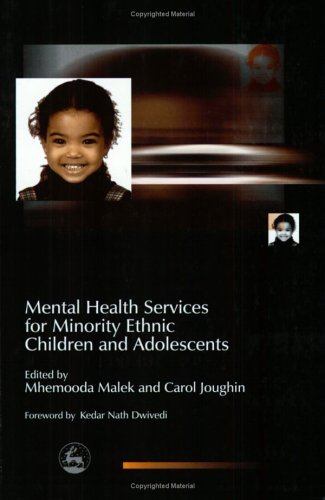 Copyrighted Material
Mental Health Services
for Minority Ethnic
Children and Adolescents
Edited by
Mhemooda Malek and Carol Joughin
Foreword by Kedar Nath Dwivedi
Copyrighted Material